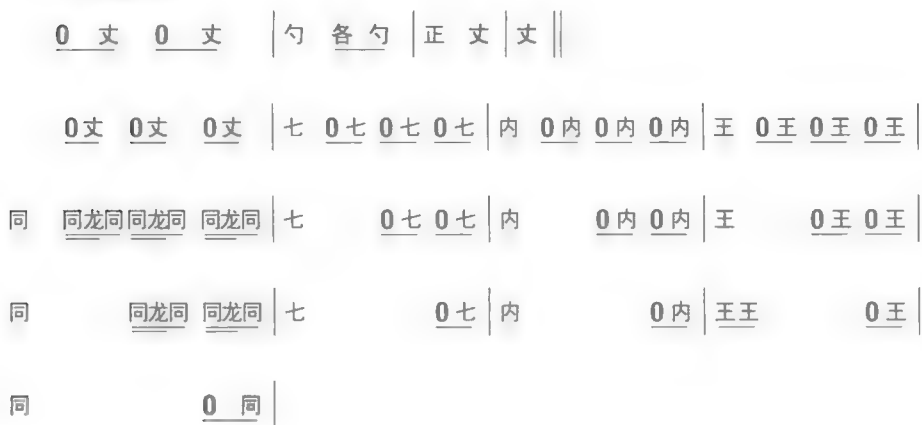 0 丈 0 丈 | 勺 各 勺 | 正 丈 | 丈 ||
0丈 0丈 0丈 | 七 0七 0七 0七 | 内 0内 0内 0内 | 王 0王 0王 0王 |
同 同龙同 同龙同 同龙同 | 七 0七 0七 | 内 0内 0内 | 王 0王 0王 |
同 同龙同 同龙同 | 七 0七 | 内 0内 | 王王 0王 |
同 0 同 |